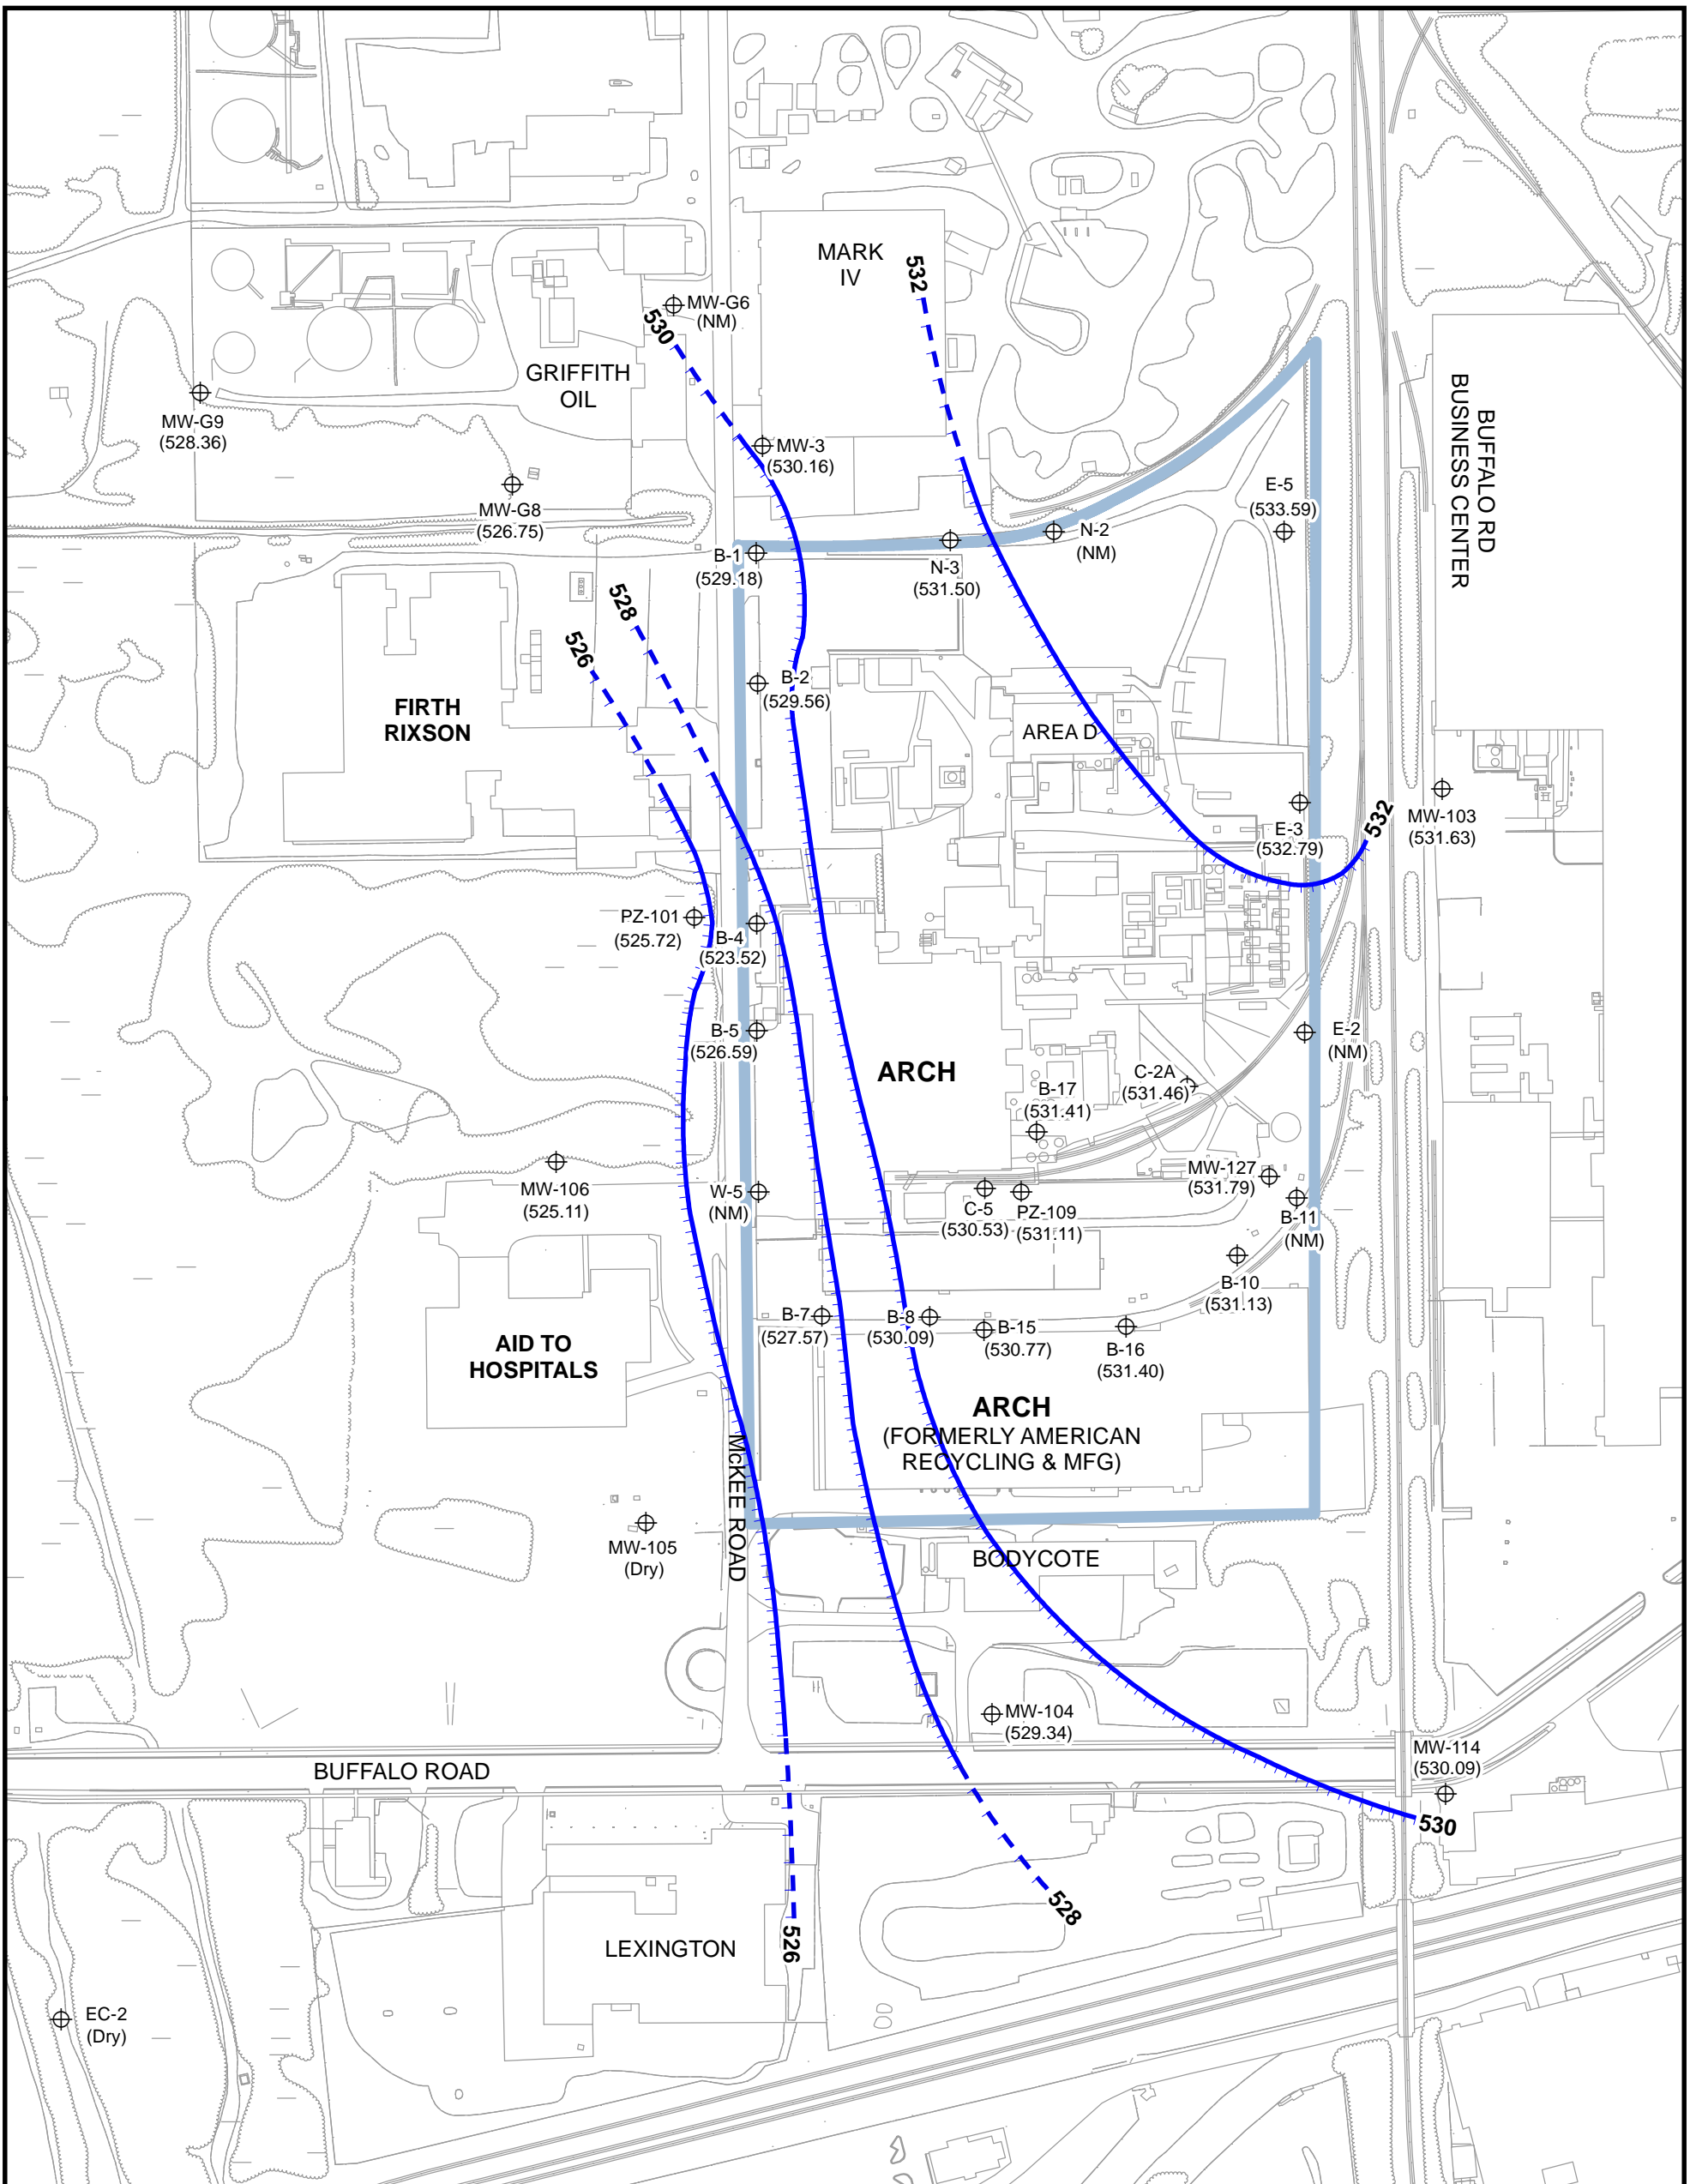 MARK
IV
532
MW-G6
(NM)
530
GRIFFITH
OIL
MW-G9
(528.36)
MW-3
(530.16)
BUFFALO RD
BUSINESS CENTER
MW-G8
(526.75)
E-5
(533.59)
N-2
(NM)
B-1
(529.18)
N-3
(531.50)
528
526
B-2
(529.56)
FIRTH
RIXSON
AREA D
MW-103
(531.63)
E-3
(532.79)
532
PZ-101
(525.72)
B-4
(523.52)
B-5
(526.59)
E-2
(NM)
ARCH
C-2A
(531.46)
B-17
(531.41)
MW-106
(525.11)
W-5
(NM)
MW-127
(531.79)
C-5
(530.53)
PZ-109
(531.11)
B-11
(NM)
B-10
(531.13)
B-7
(527.57)
B-8
(530.09)
B-15
(530.77)
B-16
(531.40)
AID TO
HOSPITALS
ARCH
(FORMERLY AMERICAN
RECYCLING & MFG)
McKEE ROAD
MW-105
(Dry)
BODYCOTE
MW-104
(529.34)
MW-114
(530.09)
BUFFALO ROAD
530
528
526
LEXINGTON
EC-2
(Dry)